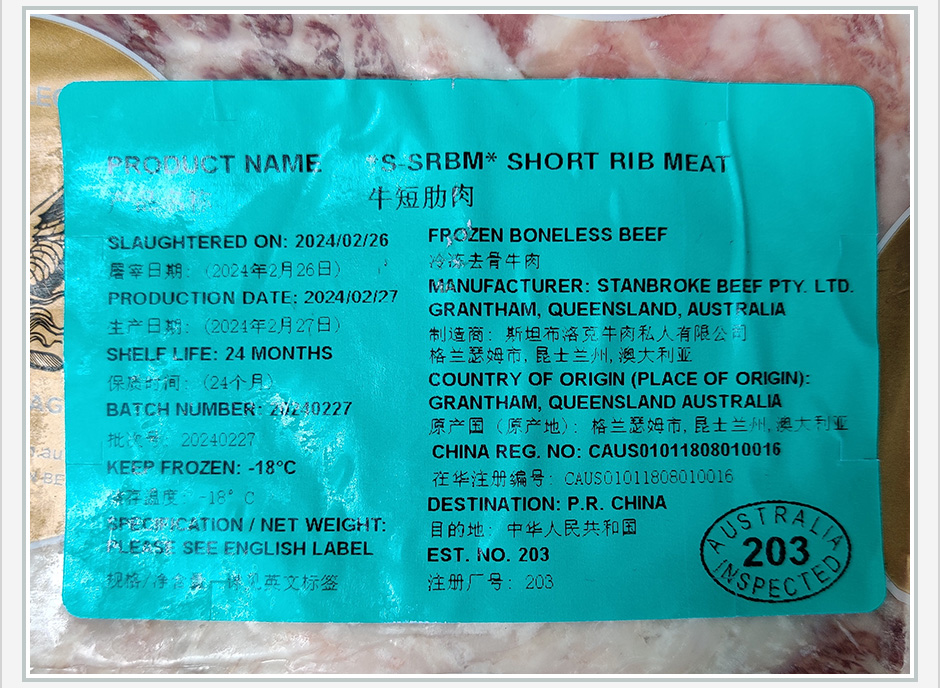 PRODUCT NAME *S-SRBM* SHORT RIB MEAT
牛短肋肉
SLAUGHTERED ON: 2024/02/26
屠宰日期: (2024年2月26日)
PRODUCTION DATE: 2024/02/27
生产日期: (2024年2月27日)
SHELF LIFE: 24 MONTHS
保质时间: (24个月)
BATCH NUMBER: 20240227
批次号: 20240227
KEEP FROZEN: -18°C
储存温度: -18° C
SPECIFICATION / NET WEIGHT:
PLEASE SEE ENGLISH LABEL
规格/净含量 详见英文标签
FROZEN BONELESS BEEF
冷冻去骨牛肉
MANUFACTURER: STANBROKE BEEF PTY. LTD.
GRANTHAM, QUEENSLAND, AUSTRALIA
制造商: 斯坦布洛克牛肉私人有限公司
格兰瑟姆市, 昆士兰州, 澳大利亚
COUNTRY OF ORIGIN (PLACE OF ORIGIN):
GRANTHAM, QUEENSLAND AUSTRALIA
原产国 (原产地): 格兰瑟姆市, 昆士兰州, 澳大利亚
CHINA REG. NO: CAUS01011808010016
在华注册编号: CAUS01011808010016
DESTINATION: P.R. CHINA
目的地: 中华人民共和国
EST. NO. 203
注册厂号: 203
AUSTRALIA
203
INSPECTED